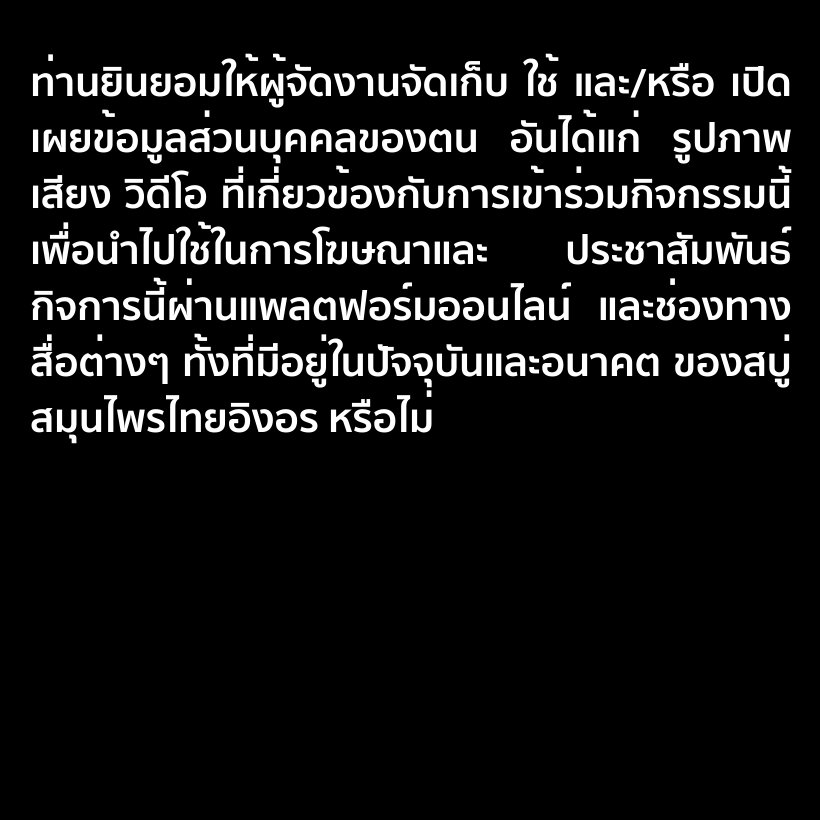 ท่านยินยอมให้ผู้จัดงานจัดเก็บ ใช้ และ/หรือ เปิด
เผยข้อมูลส่วนบุคคลของตน อันได้แก่ รูปภาพ
เสียง วิดีโอ ที่เกี่ยวข้องกับการเข้าร่วมกิจกรรมนี้
เพื่อนำไปใช้ในการโฆษณาและ ประชาสัมพันธ์
กิจการนี้ผ่านแพลตฟอร์มออนไลน์ และช่องทาง
สื่อต่างๆ ทั้งที่มีอยู่ในปัจจุบันและอนาคต ของสบู่
สมุนไพรไทยอิงอร หรือไม่